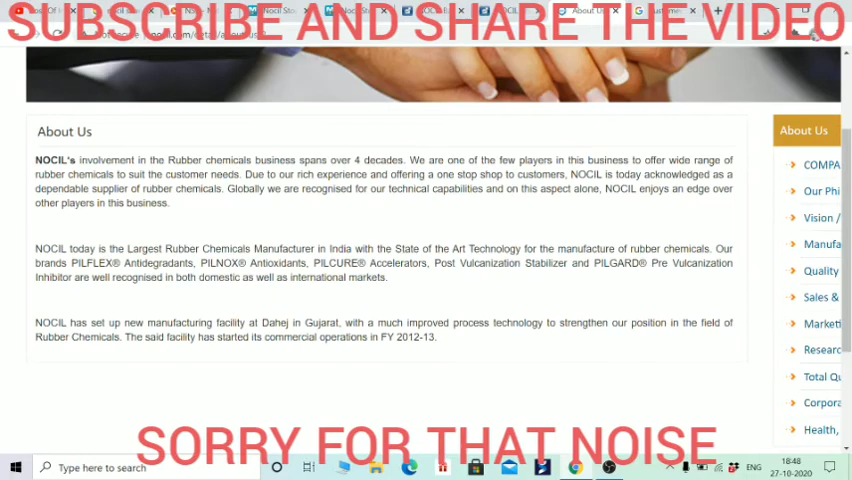 SUBSCRIBE AND SHARE THE VIDEO
About Us
About Us
NOCIL's involvement in the Rubber chemicals business spans over 4 decades. We are one of the few players in this business to offer wide range of
rubber chemicals to suit the customer needs. Due to our rich experience and offering a one stop shop to customers, NOCIL is today acknowledged as a
dependable supplier of rubber chemicals. Globally we are recognised for our technical capabilities and on this aspect alone, NOCIL enjoys an edge over
other players in this business.
NOCIL today is the Largest Rubber Chemicals Manufacturer in India with the State of the Art Technology for the manufacture of rubber chemicals. Our
brands PILFLEX® Antidegradants, PILNOX® Antioxidants, PILCURE® Accelerators, Post Vulcanization Stabilizer and PILGARD® Pre Vulcanization
Inhibitor are well recognised in both domestic as well as international markets.
NOCIL has set up new manufacturing facility at Dahej in Gujarat, with a much improved process technology to strengthen our position in the field of
Rubber Chemicals. The said facility has started its commercial operations in FY 2012-13.
About Us
COMPA
Our Phi
Vision /
Manufa
Quality
Sales &
Marketi
Researc
Total Qu
Corpora
Health,
SORRY FOR THAT NOISE
Type here to search
ENG
18:48
27-10-2020